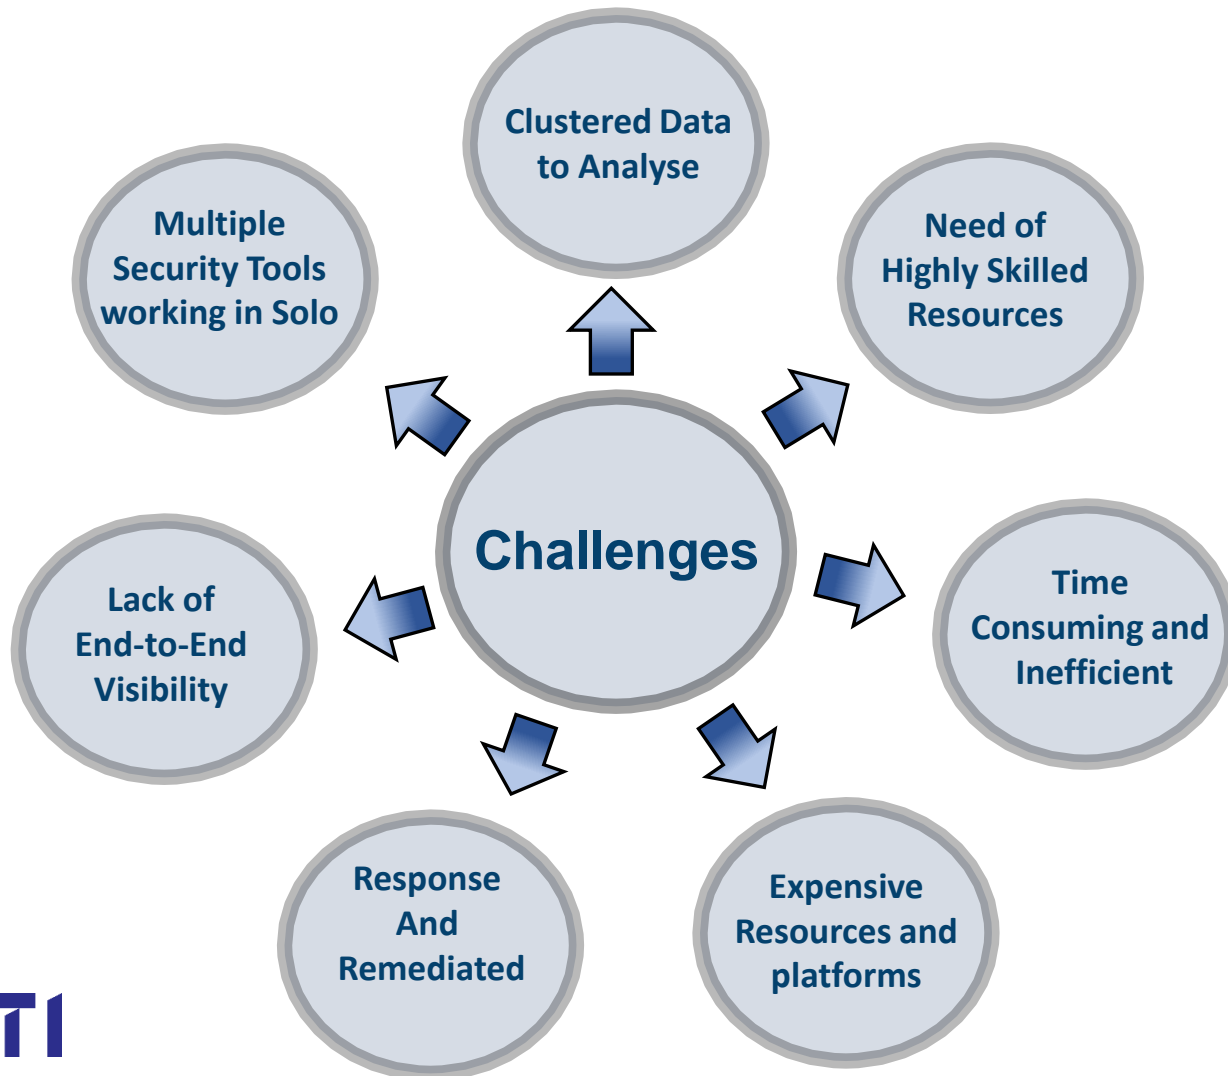 Clustered Data
to Analyse
Multiple
Security Tools
working in Solo
Need of
Highly Skilled
Resources
Challenges
Lack of
End-to-End
Visibility
Time
Consuming and
Inefficient
Response
And
Remediated
Expensive
Resources and
platforms
TI